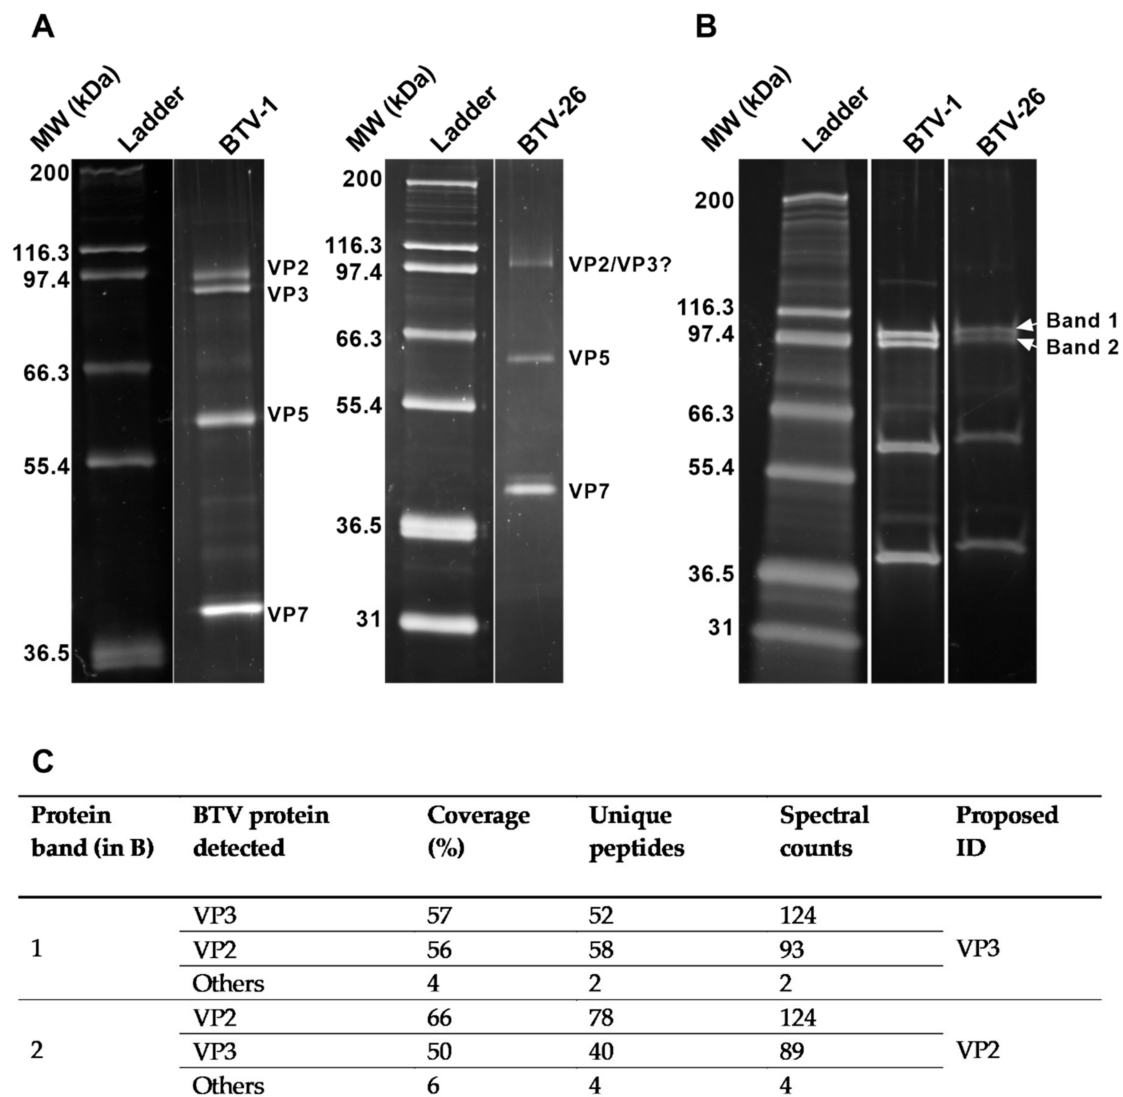 A
B
MW (kDa)
Ladder
BTV-1
MW (kDa)
Ladder
BTV-26
MW (kDa)
Ladder
BTV-1
BTV-26
200
116.3
97.4
66.3
55.4
36.5
VP2
VP3
VP5
VP7
200
116.3
97.4
66.3
55.4
36.5
31
VP2/VP3?
VP5
VP7
200
116.3
97.4
66.3
55.4
36.5
31
Band 1
Band 2
C
Protein band (in B) BTV protein detected Coverage (%) Unique peptides Spectral counts Proposed ID
1 VP3 57 52 124 VP3
VP2 56 58 93
Others 4 2 2
2 VP2 66 78 124 VP2
VP3 50 40 89
Others 6 4 4